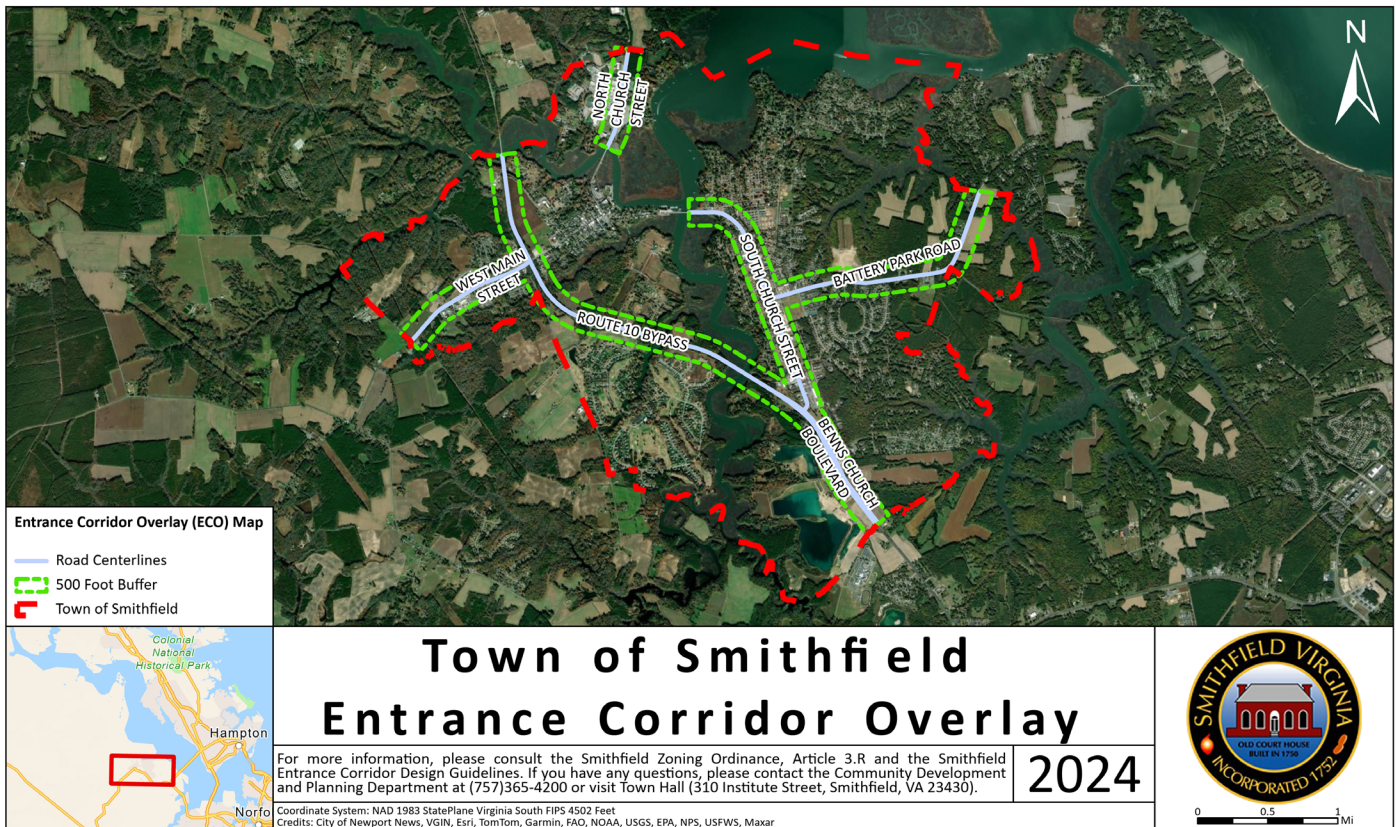 N
NORTH
CHURCH
STREET
WEST MAIN
STREET
SOUTH CHURCH STREET
BATTERY PARK ROAD
ROUTE 10 BYPASS
BENNS CHURCH
BOULEVARD
Entrance Corridor Overlay (ECO) Map
Road Centerlines
500 Foot Buffer
Town of Smithfield
Colonial
National
Historical Park
Hampton
Norfo
Town of Smithfield
Entrance Corridor Overlay
For more information, please consult the Smithfield Zoning Ordinance, Article 3.R and the Smithfield
Entrance Corridor Design Guidelines. If you have any questions, please contact the Community Development
and Planning Department at (757)365-4200 or visit Town Hall (310 Institute Street, Smithfield, VA 23430).
2024
Coordinate System: NAD 1983 StatePlane Virginia South FIPS 4502 Feet
Credits: City of Newport News, VGIN, Esri, TomTom, Garmin, FAO, NOAA, USGS, EPA, NPS, USFWS, Maxar
SMITHFIELD VIRGINIA
OLD COURT HOUSE
BUILT IN 1750
INCORPORATED 1752
0 0.5 1
Mi